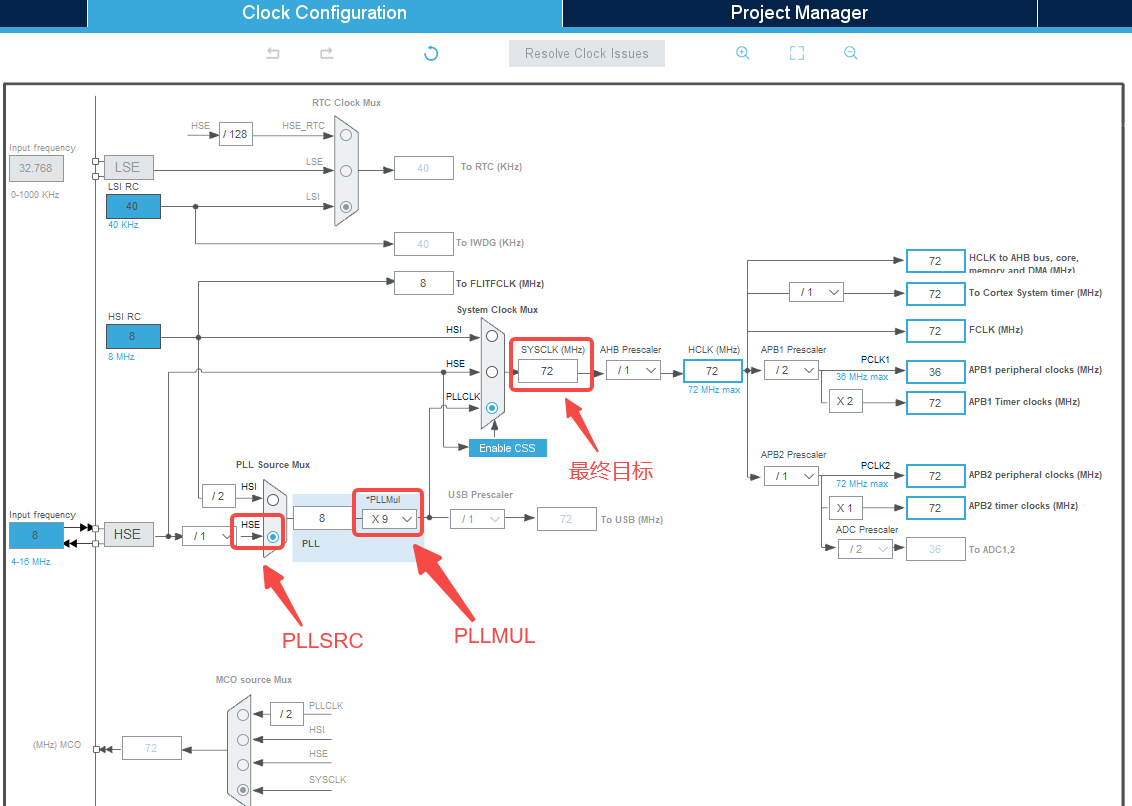 Clock Configuration
Project Manager
Resolve Clock Issues
RTC Clock Mux
HSE
/ 128
HSE_RTC
Input frequency
32.768
0-1000 KHz
LSE
LSE
40
To RTC (KHz)
LSI RC
40
40 KHz
LSI
40
To IWDG (KHz)
8
To FLITFCLK (MHz)
System Clock Mux
HSI RC
8
8 MHz
HSI
HSE
PLLCLK
SYSCLK (MHz)
72
AHB Prescaler
/ 1
HCLK (MHz)
72
72 MHz max
72
HCLK to AHB bus, core,
memory and DMA (MHz)
/ 1
72
To Cortex System timer (MHz)
72
FCLK (MHz)
APB1 Prescaler
/ 2
PCLK1
36 MHz max
36
APB1 peripheral clocks (MHz)
X 2
72
APB1 Timer clocks (MHz)
Enable CSS
最终目标
APB2 Prescaler
/ 1
PCLK2
72 MHz max
72
APB2 peripheral clocks (MHz)
X 1
72
APB2 timer clocks (MHz)
ADC Prescaler
/ 2
36
To ADC1,2
PLL Source Mux
HSI
/ 2
Input frequency
8
4-16 MHz
HSE
/ 1
HSE
8
PLL
*PLLMul
X 9
USB Prescaler
/ 1
72
To USB (MHz)
PLLSRC
PLLMUL
MCO source Mux
PLLCLK
/ 2
HSI
HSE
SYSCLK
(MHz) MCO
72